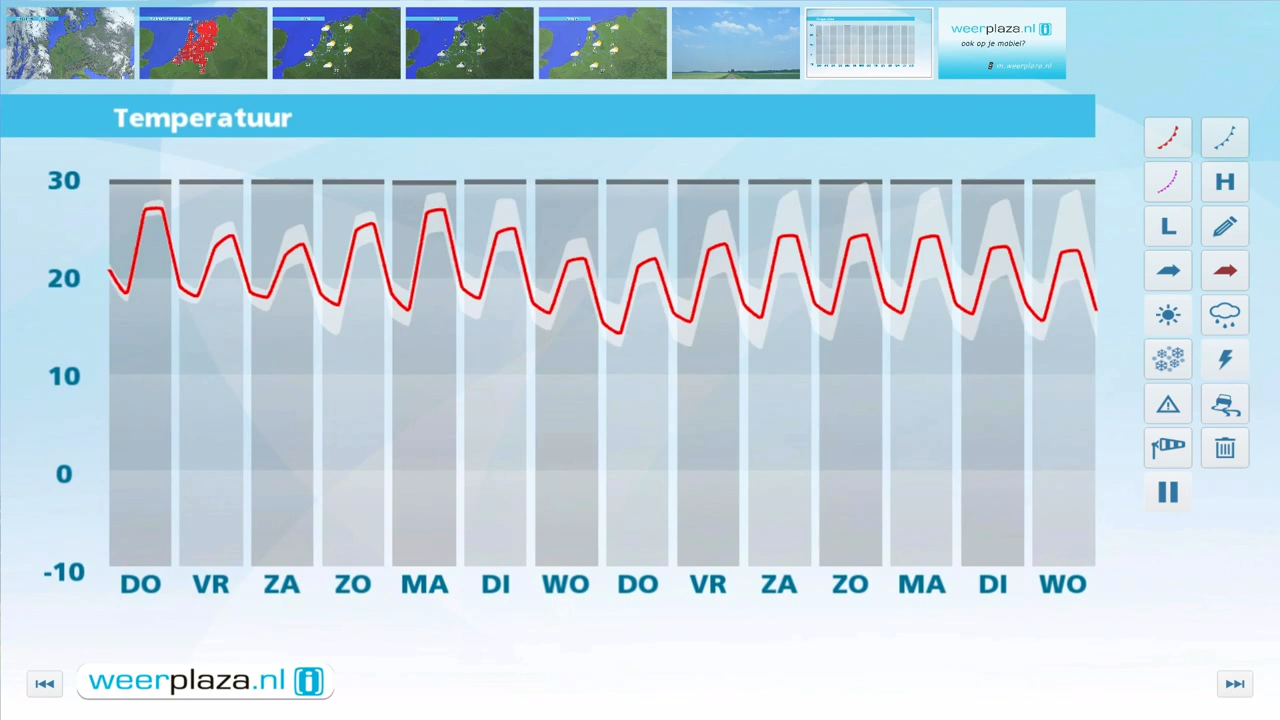 weerplaza.nl i
ook op je mobiel?
m.weerplaza.nl
Temperatuur
30
20
10
0
-10
DO VR ZA ZO MA DI WO DO VR ZA ZO MA DI WO
H
L
weerplaza.nl i